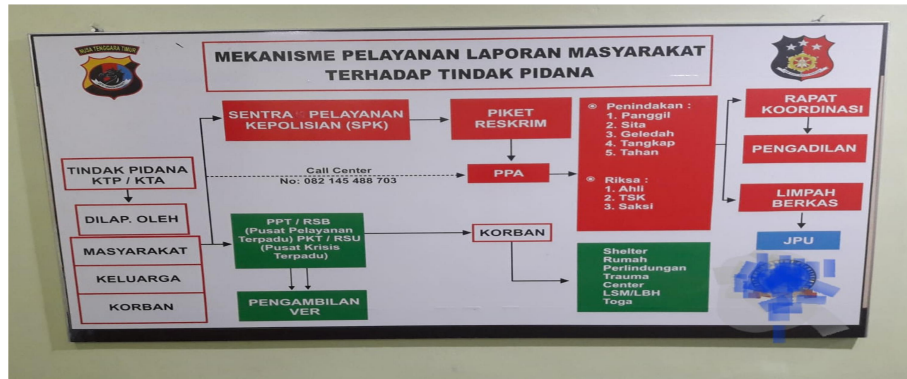 NUSA TENGGARA TIMUR
MEKANISME PELAYANAN LAPORAN MASYARAKAT
TERHADAP TINDAK PIDANA
TINDAK PIDANA
KTP / KTA
DILAP. OLEH
MASYARAKAT
KELUARGA
KORBAN
SENTRA PELAYANAN
KEPOLISIAN (SPK)
PIKET
RESKRIM
Call Center
No: 082 145 488 703
PPA
PPT / RSB
(Pusat Pelayanan
Terpadu) PKT / RSU
(Pusat Krisis
Terpadu)
PENGAMBILAN
VER
KORBAN
Penindakan :
1. Panggil
2. Sita
3. Geledah
4. Tangkap
5. Tahan
Riksa :
1. Ahli
2. TSK
3. Saksi
Shelter
Rumah
Perlindungan
Trauma
Center
LSM/LBH
Toga
RAPAT
KOORDINASI
PENGADILAN
LIMPAH
BERKAS
JPU